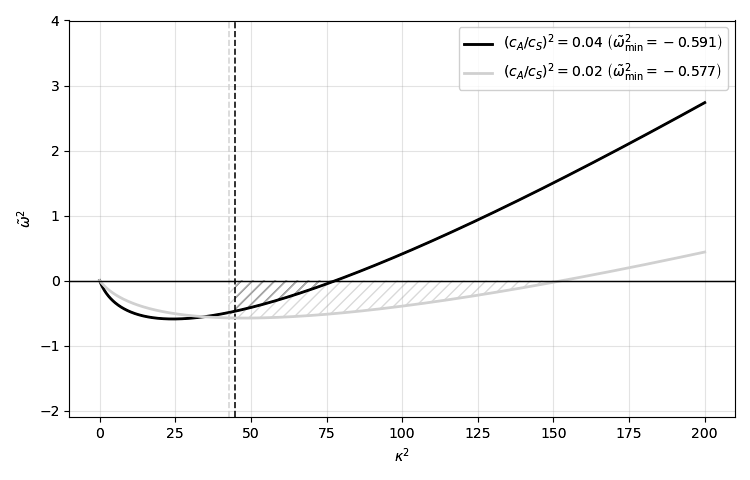 4
3
2
1
0
−1
−2
ω̃²
(c_A/c_S)² = 0.04 (ω̃²_min = −0.591)
(c_A/c_S)² = 0.02 (ω̃²_min = −0.577)
0 25 50 75 100 125 150 175 200
κ²